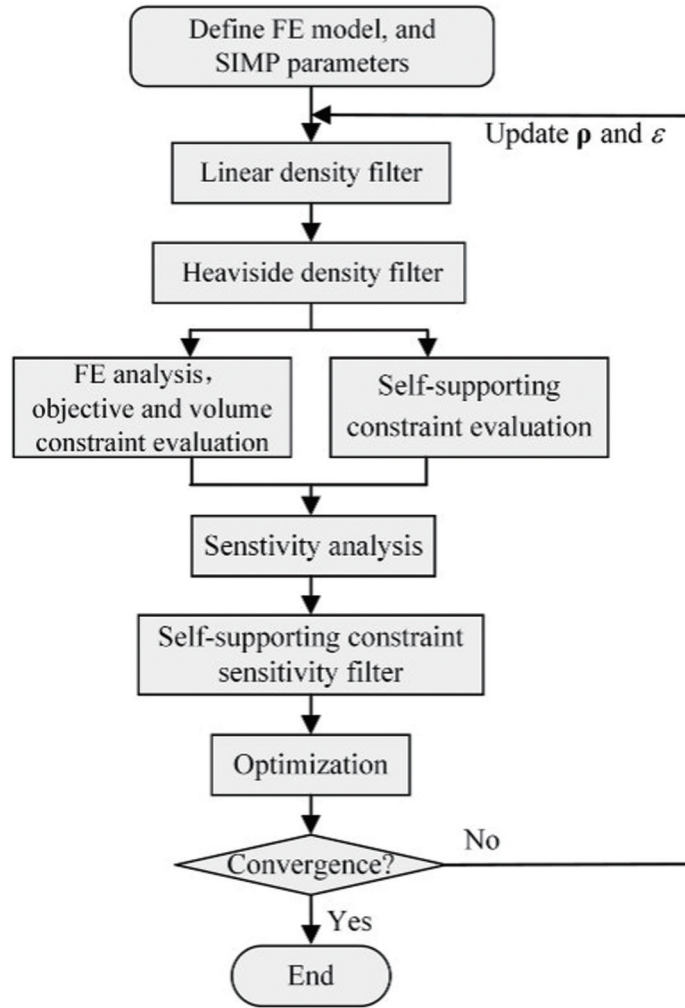 Define FE model, and
SIMP parameters
Update ρ and ε
Linear density filter
Heaviside density filter
FE analysis,
objective and volume
constraint evaluation
Self-supporting
constraint evaluation
Senstivity analysis
Self-supporting constraint
sensitivity filter
Optimization
Convergence?
No
Yes
End